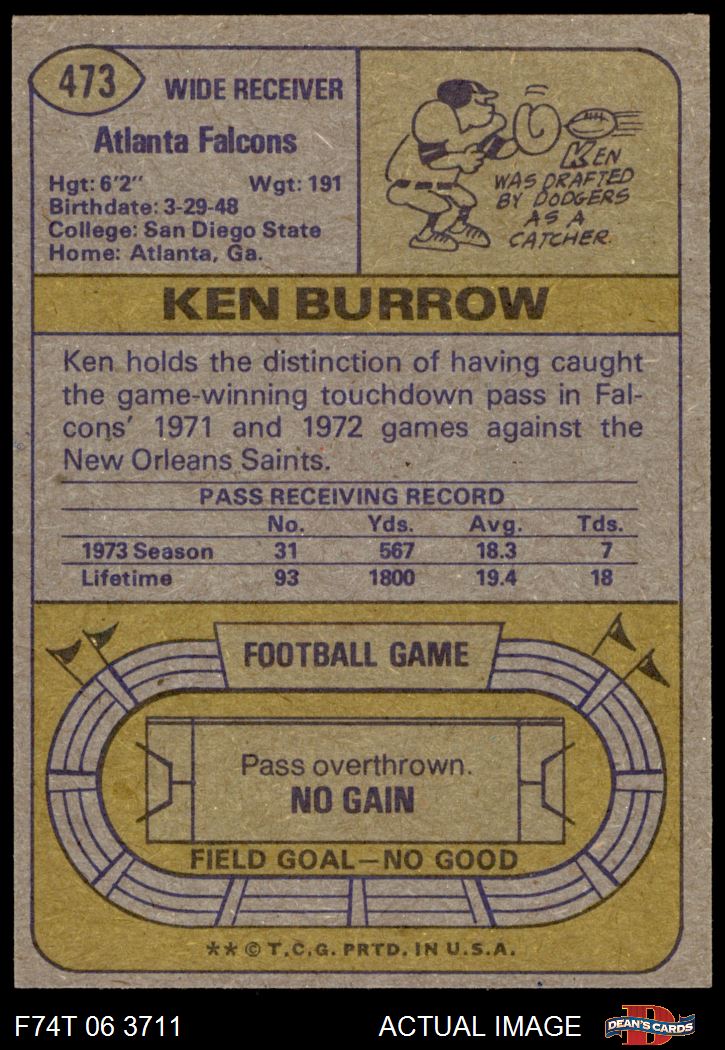 473
WIDE RECEIVER
Atlanta Falcons
Hgt: 6'2" Wgt: 191
Birthdate: 3-29-48
College: San Diego State
Home: Atlanta, Ga.
KEN
WAS DRAFTED
BY DODGERS
AS A
CATCHER.
KEN BURROW
Ken holds the distinction of having caught
the game-winning touchdown pass in Fal-
cons' 1971 and 1972 games against the
New Orleans Saints.
PASS RECEIVING RECORD
No. Yds. Avg. Tds.
1973 Season 31 567 18.3 7
Lifetime 93 1800 19.4 18
FOOTBALL GAME
Pass overthrown.
NO GAIN
FIELD GOAL—NO GOOD
** © T.C.G. PRTD. IN U.S.A.
F74T 06 3711 ACTUAL IMAGE
D
DEAN'S CARDS